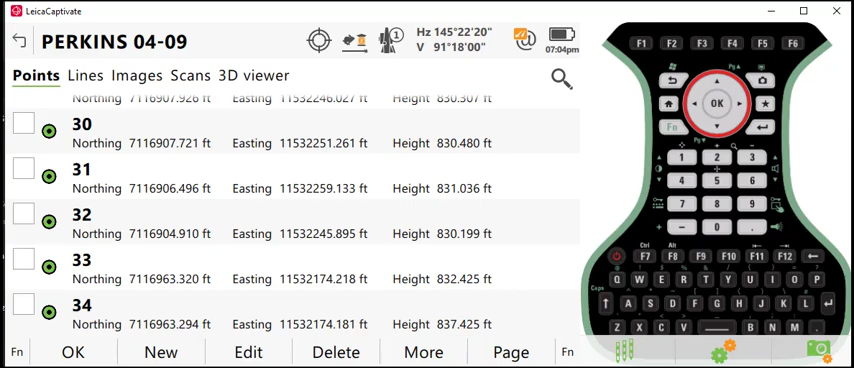 LeicaCaptivate
PERKINS 04-09
1
Hz 145°22'20"
V 91°18'00"
07:04pm
Points Lines Images Scans 3D viewer
Northing 7116907.926 ft Easting 11532246.027 ft Height 830.307 ft
30
Northing 7116907.721 ft Easting 11532251.261 ft Height 830.480 ft
31
Northing 7116906.496 ft Easting 11532259.133 ft Height 831.036 ft
32
Northing 7116904.910 ft Easting 11532245.895 ft Height 830.199 ft
33
Northing 7116963.320 ft Easting 11532174.218 ft Height 832.425 ft
34
Northing 7116963.294 ft Easting 11532174.181 ft Height 837.425 ft
Fn OK New Edit Delete More Page Fn
F1 F2 F3 F4 F5 F6
Pg
OK
Fn
Pg
1 2 3
4 5 6
7 8 9
- 0 .
Ctrl Alt
F7 F8 F9 F10 F11 F12
Q W E R T Y U I O P
Caps
A S D F G H J K L
Z X C V B N M